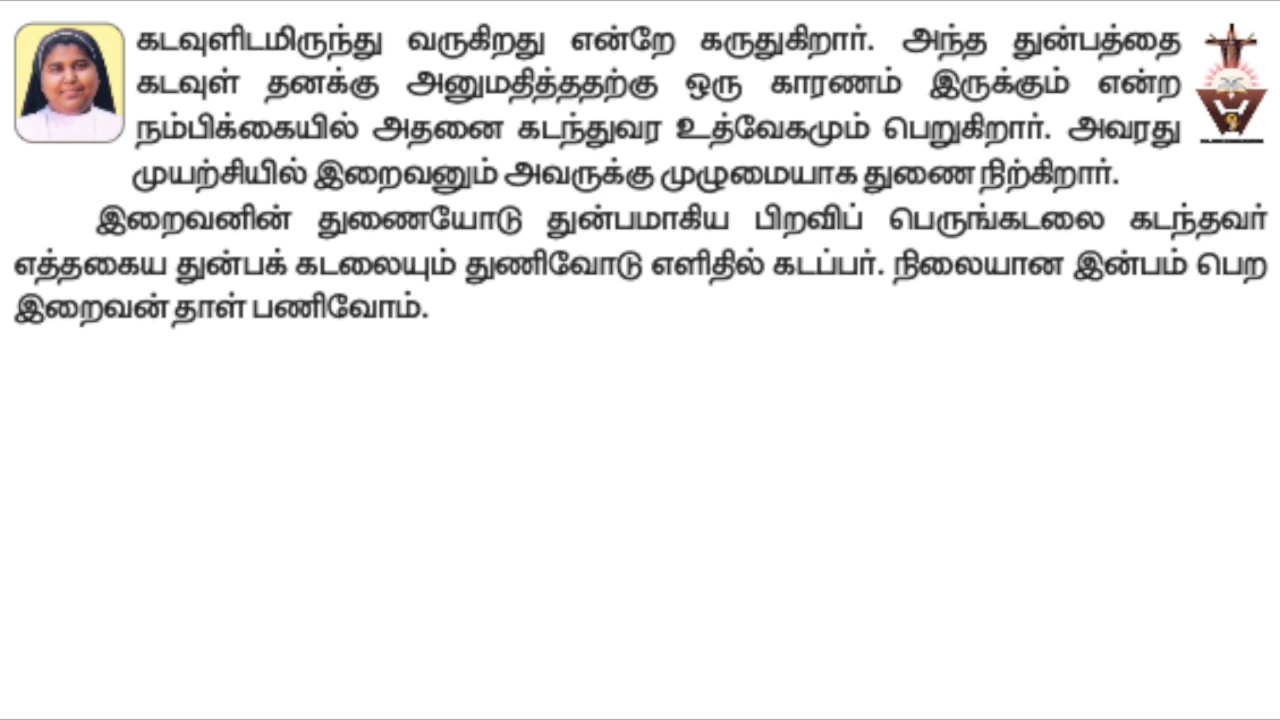 கடவுளிடமிருந்து வருகிறது என்றே கருதுகிறார். அந்த துன்பத்தை
கடவுள் தனக்கு அனுமதித்ததற்கு ஒரு காரணம் இருக்கும் என்ற
நம்பிக்கையில் அதனை கடந்துவர உத்வேகமும் பெறுகிறார். அவரது
முயற்சியில் இறைவனும் அவருக்கு முழுமையாக துணை நிற்கிறார்.
இறைவனின் துணையோடு துன்பமாகிய பிறவிப் பெருங்கடலை கடந்தவர்
எத்தகைய துன்பக் கடலையும் துணிவோடு எளிதில் கடப்பர். நிலையான இன்பம் பெற
இறைவன் தாள் பணிவோம்.